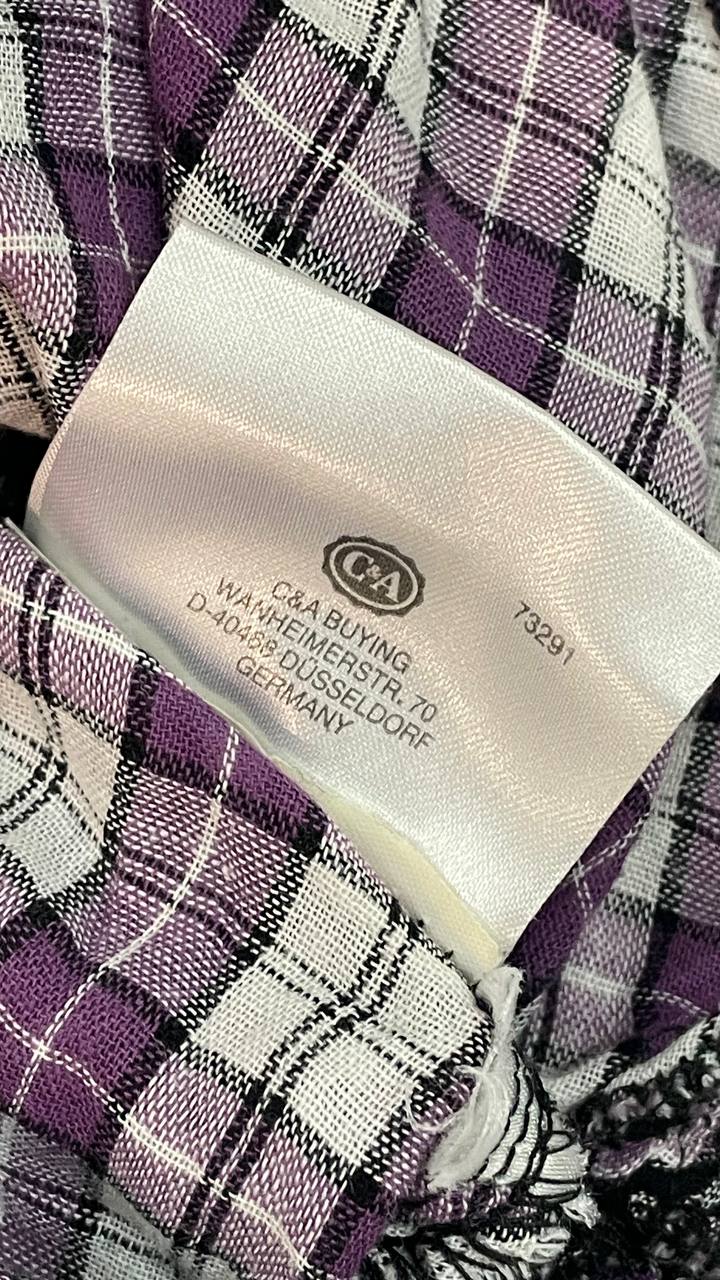 C&A
C&A BUYING
WANHEIMERSTR. 70
D-40468 DÜSSELDORF
GERMANY
73291